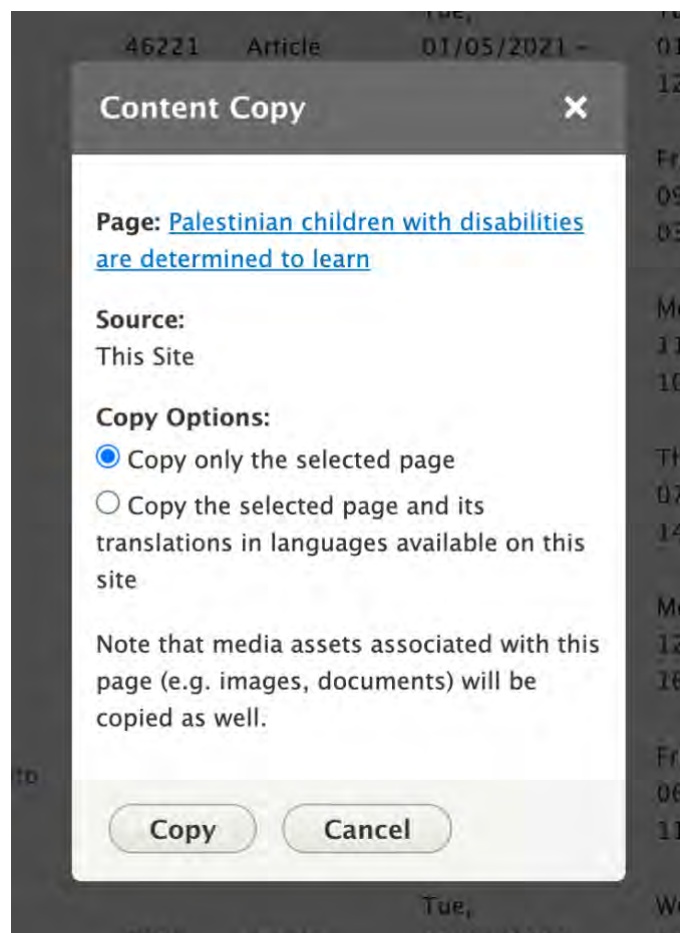 Tue,
46221 Article 01/05/2021 -
Content Copy
Page: Palestinian children with disabilities
are determined to learn
Source:
This Site
Copy Options:
Copy only the selected page
Copy the selected page and its
translations in languages available on this
site
Note that media assets associated with this
page (e.g. images, documents) will be
copied as well.
Copy Cancel
Tue,